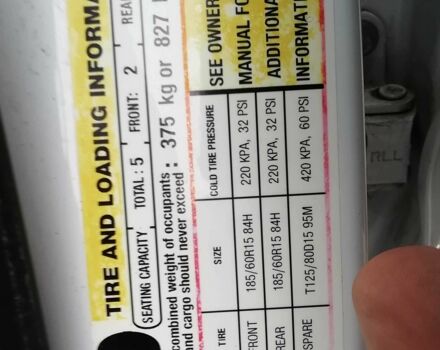 TIRE AND LOADING INFORMA
SEATING CAPACITY TOTAL : 5 FRONT: 2 REA
combined weight of occupants : 375 kg or 827
and cargo should never exceed :
TIRE SIZE COLD TIRE PRESSURE SEE OWNER
FRONT 185/60R15 84H 220 KPA, 32 PSI MANUAL FO
REAR 185/60R15 84H 220 KPA, 32 PSI ADDITIONA
SPARE T125/80D15 95M 420 KPA, 60 PSI INFORMATI